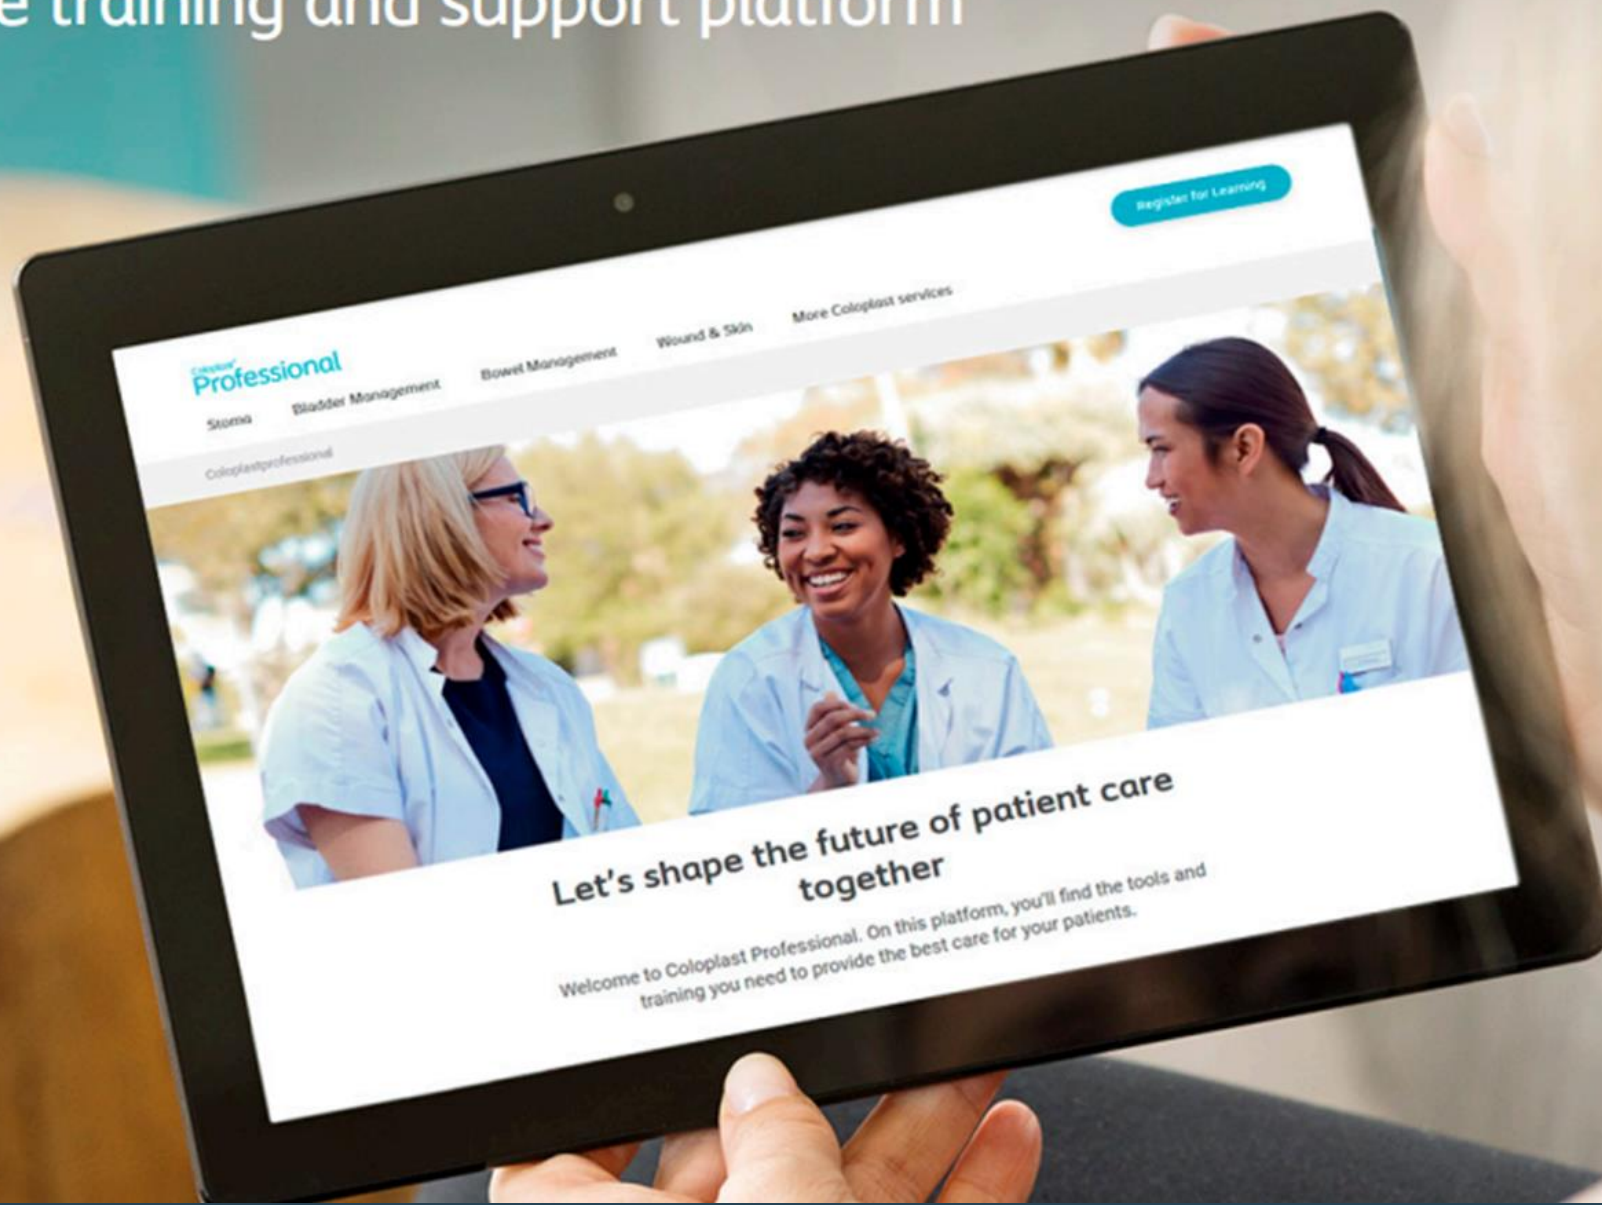 training and support platform
Register for Learning
Coloplast
Professional
Stoma Bladder Management Bowel Management Wound & Skin More Coloplast services
Coloplastprofessional
Let's shape the future of patient care
together
Welcome to Coloplast Professional. On this platform, you'll find the tools and
training you need to provide the best care for your patients.